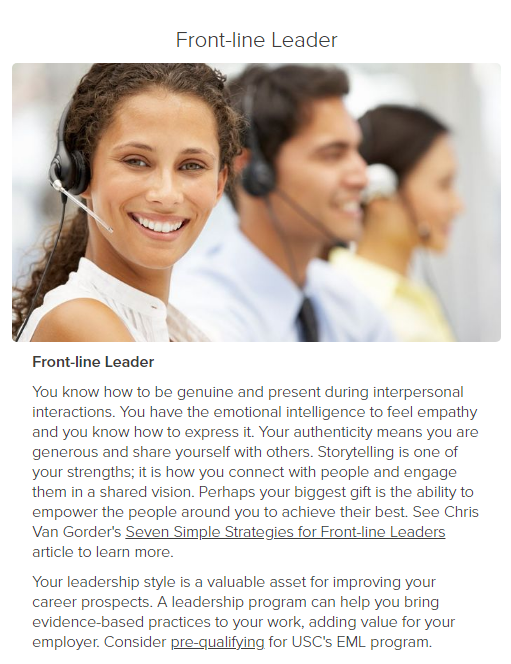 Front-line Leader
Front-line Leader
You know how to be genuine and present during interpersonal
interactions. You have the emotional intelligence to feel empathy
and you know how to express it. Your authenticity means you are
generous and share yourself with others. Storytelling is one of
your strengths; it is how you connect with people and engage
them in a shared vision. Perhaps your biggest gift is the ability to
empower the people around you to achieve their best. See Chris
Van Gorder's Seven Simple Strategies for Front-line Leaders
article to learn more.
Your leadership style is a valuable asset for improving your
career prospects. A leadership program can help you bring
evidence-based practices to your work, adding value for your
employer. Consider pre-qualifying for USC's EML program.